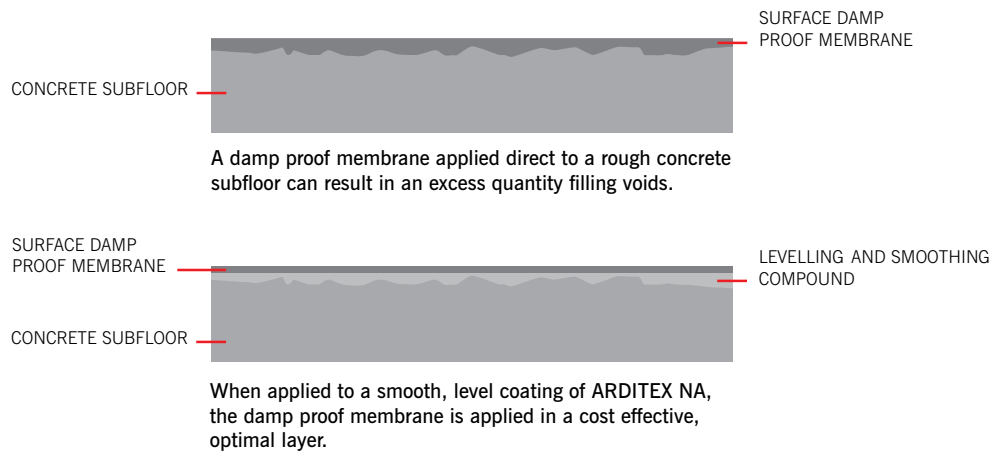 SURFACE DAMP
PROOF MEMBRANE
CONCRETE SUBFLOOR
A damp proof membrane applied direct to a rough concrete
subfloor can result in an excess quantity filling voids.
SURFACE DAMP
PROOF MEMBRANE
LEVELLING AND SMOOTHING
COMPOUND
CONCRETE SUBFLOOR
When applied to a smooth, level coating of ARDITEX NA,
the damp proof membrane is applied in a cost effective,
optimal layer.